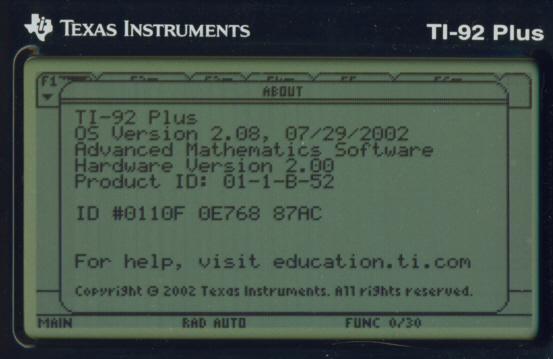 TEXAS INSTRUMENTS
TI-92 Plus
F1
ABOUT
TI-92 Plus
OS Version 2.08, 07/29/2002
Advanced Mathematics Software
Hardware Version 2.00
Product ID: 01-1-B-52
ID #0110F 0E768 87AC
For help, visit education.ti.com
Copyright © 2002 Texas Instruments. All rights reserved.
MAIN RAD AUTO FUNC 0/30